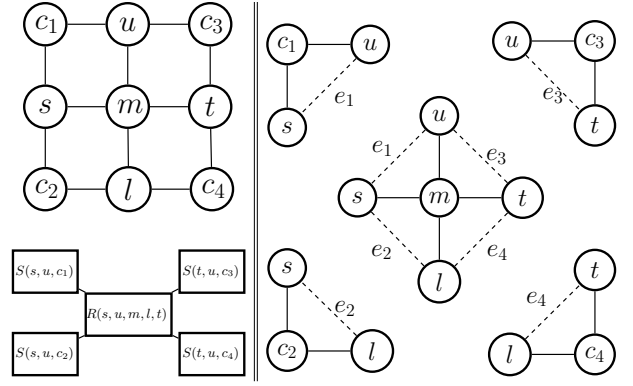 c₁ u c₃
s m t
c₂ l c₄
S(s, u, c₁) S(t, u, c₃)
R(s, u, m, l, t)
S(s, u, c₂) S(t, u, c₄)
c₁ u
e₁
s
u c₃
e₃
t
u
e₁ e₃
s m t
e₂ e₄
l
s
e₂
c₂ l
t
e₄
l c₄